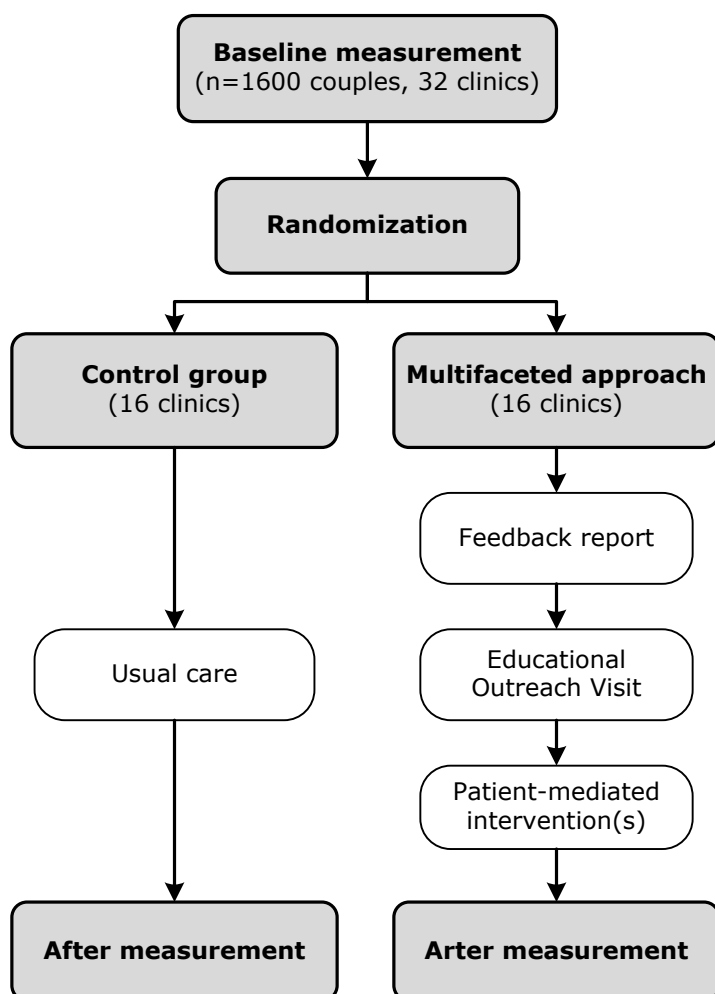 Baseline measurement
(n=1600 couples, 32 clinics)
Randomization
Control group
(16 clinics)
Multifaceted approach
(16 clinics)
Feedback report
Usual care
Educational
Outreach Visit
Patient-mediated
intervention(s)
After measurement
Arter measurement